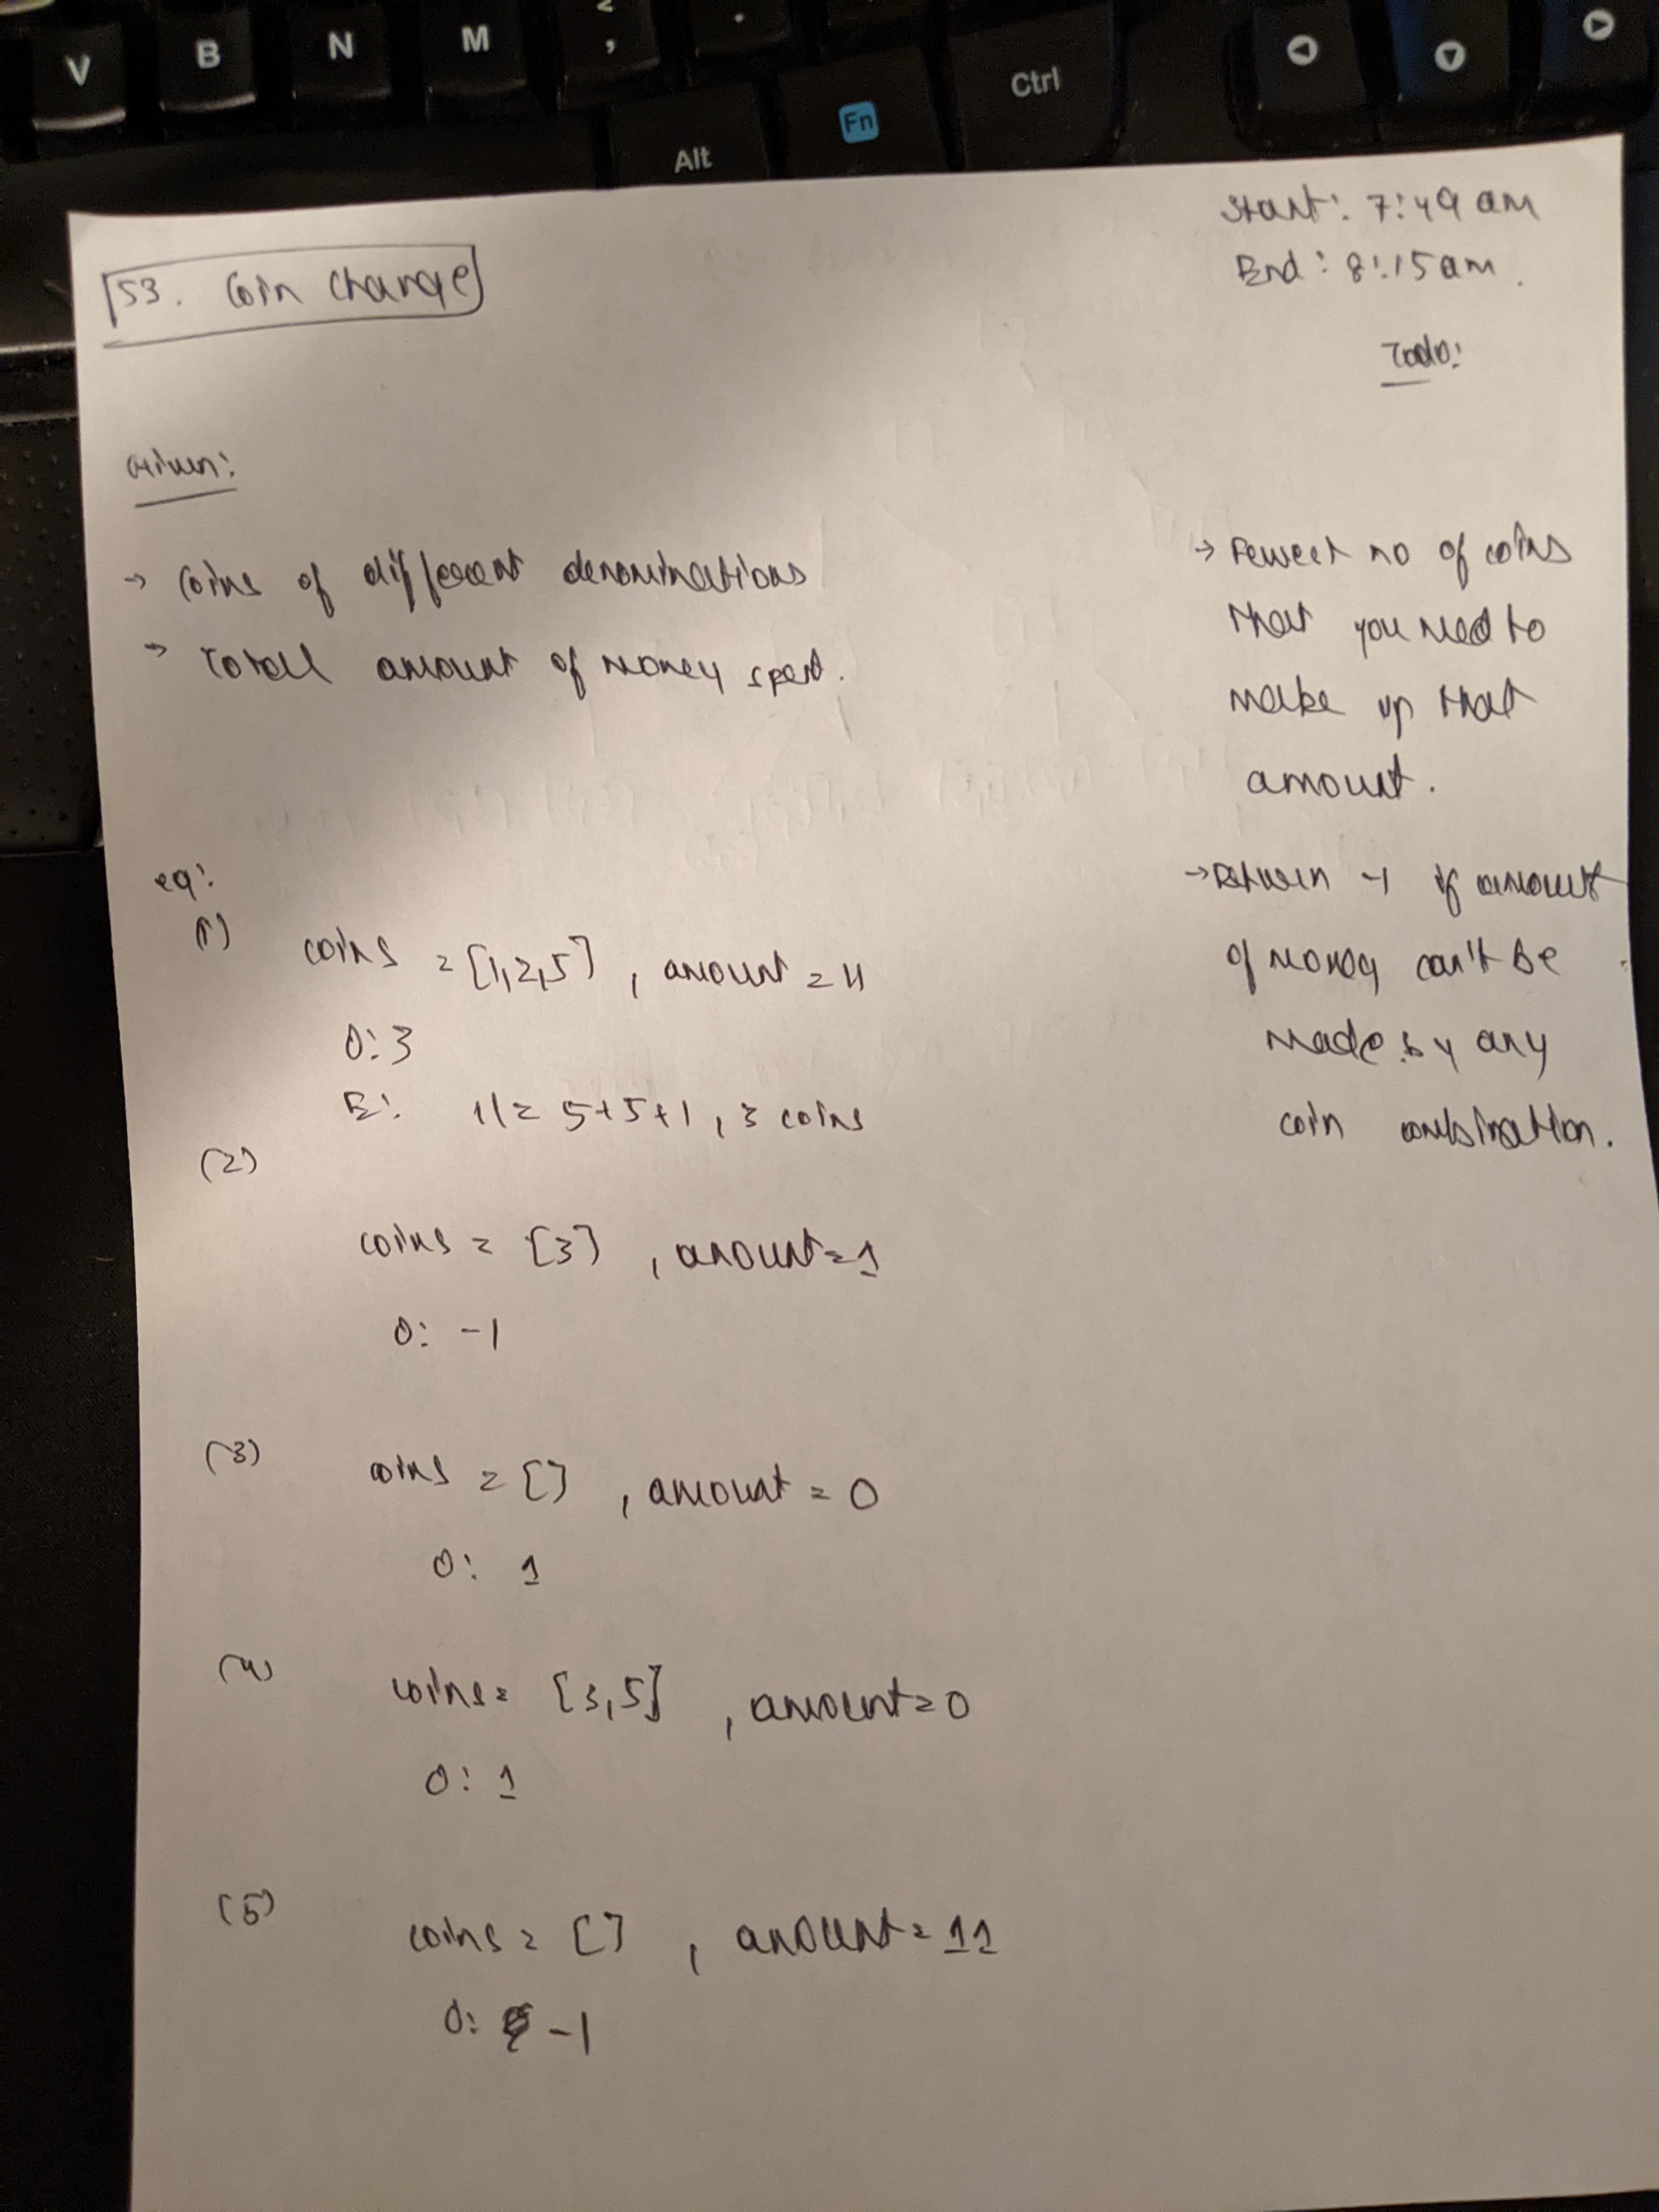 V B N M < , .
Alt Fn Ctrl
53. Coin Change
Start: 7:49 am
End: 8:15 am.
Todo:
Given:
→ Coins of different denominations
→ Total amount of money spent.
→ Fewest no of coins
that you need to
make up that
amount.
→ Return -1 if amount
of money can't be
made by any
coin combination.
eg:
(1) coins = [1,2,5], amount = 11
O: 3
E: 11 = 5+5+1, 3 coins
(2)
coins = [3], amount = 1
O: -1
(3) coins = [], amount = 0
O: 1
(4) coins = [3,5], amount = 0
O: 1
(5) coins = [], amount = 11
O: -1